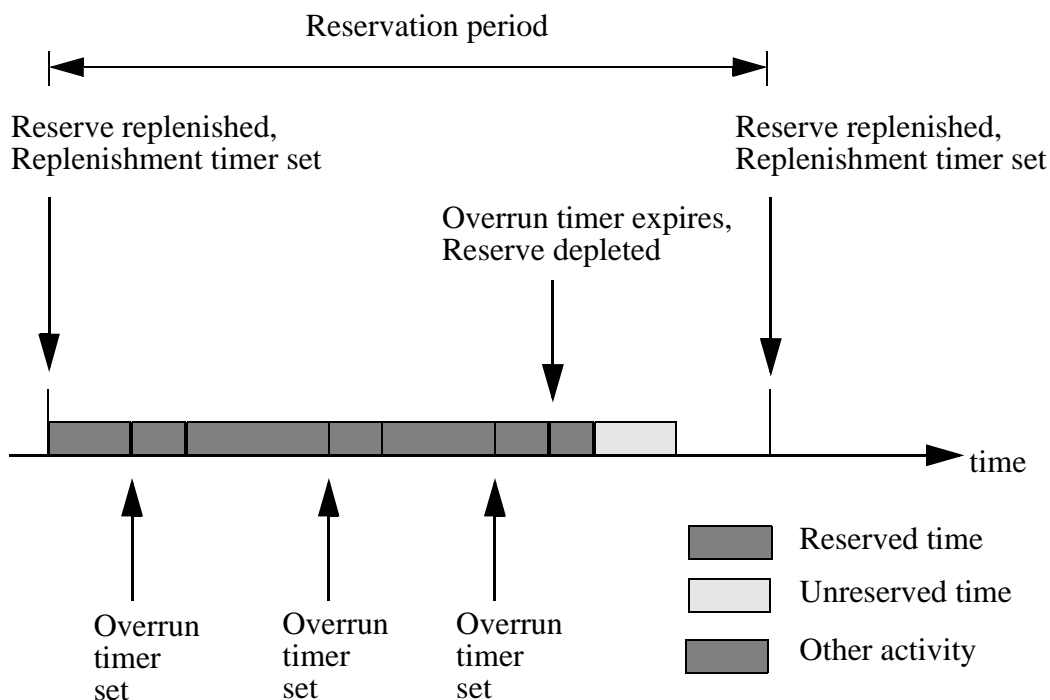 Reservation period
Reserve replenished,
Replenishment timer set
Reserve replenished,
Replenishment timer set
Overrun timer expires,
Reserve depleted
time
Overrun
timer
set
Overrun
timer
set
Overrun
timer
set
Reserved time
Unreserved time
Other activity